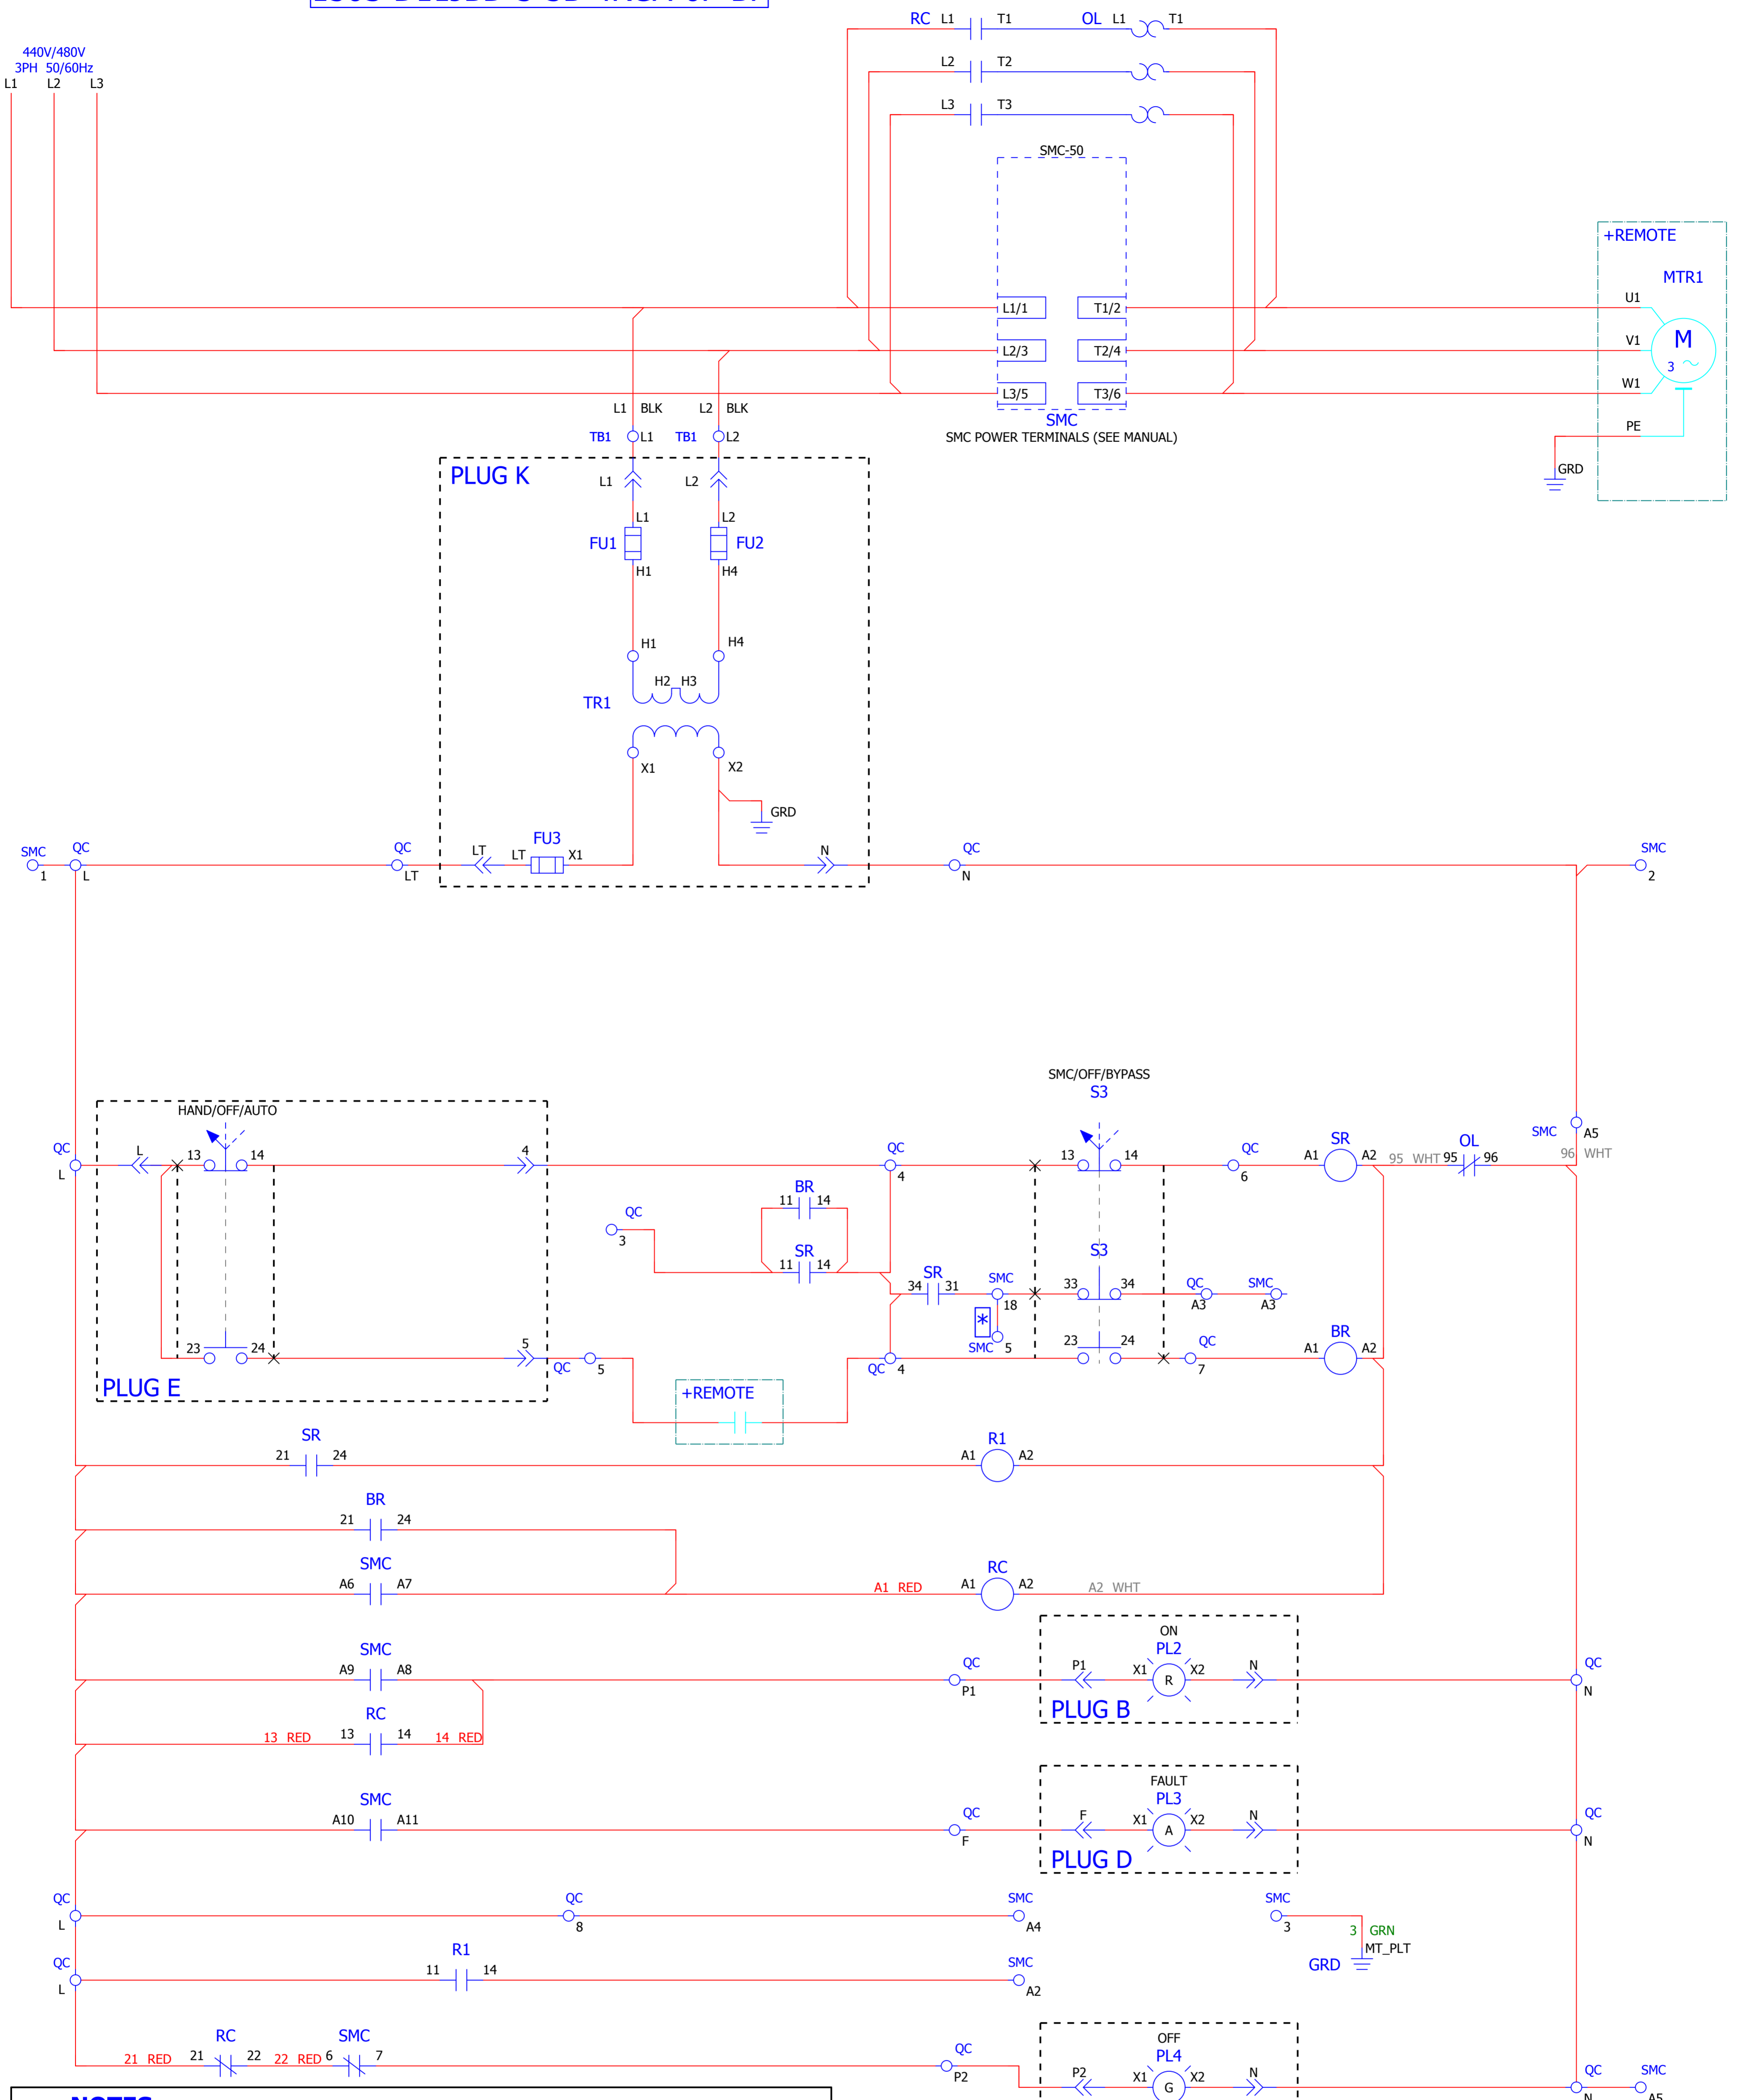 RC L1 T1 OL L1 T1
440V/480V
3PH 50/60Hz
L1 L2 L3
L2 T2
L3 T3
SMC-50
+REMOTE
MTR1
L1/1 T1/2 U1
L2/3 T2/4 V1 M
3
L3/5 T3/6 W1
L1 BLK L2 BLK
SMC
SMC POWER TERMINALS (SEE MANUAL)
PE
GRD
TB1 L1 TB1 L2
PLUG K
L1 L2
L1 L2
FU1 FU2
H1 H4
H1 H4
H2 H3
TR1
X1 X2
GRD
SMC QC QC LT LT FU3 X1 N QC SMC
1 L LT N 2
SMC/OFF/BYPASS
S3
HAND/OFF/AUTO
SMC A5
QC L 13 14 4 QC 13 14 QC SR OL
L 4 6 A1 A2 95 WHT 95 96 96 WHT
BR
11 14
QC
3
SR
11 14
S3
SR
34 31 SMC 33 34 QC SMC
18 A3 A3
*
SMC 5
23 24 5 QC 5 QC 4 23 24 QC 7 BR A1 A2
PLUG E
+REMOTE
SR
21 24
R1
A1 A2
BR
21 24
SMC
A6 A7
A1 RED
RC
A1 A2
A2 WHT
SMC
A9 A8
QC
P1
ON
PL2
P1 X1 R X2 N
PLUG B
QC
N
RC
13 RED 13 14 14 RED
SMC
A10 A11
QC
F
FAULT
PL3
F X1 A X2 N
PLUG D
QC
N
QC QC SMC SMC
L 8 A4 3
3 GRN
MT_PLT
GRD
QC
L
R1
11 14
SMC
A2
RC SMC
21 RED 21 22 22 RED 6 7
QC
P2
OFF
PL4
P2 X1 G X2 N
QC SMC
N A5
NOTES